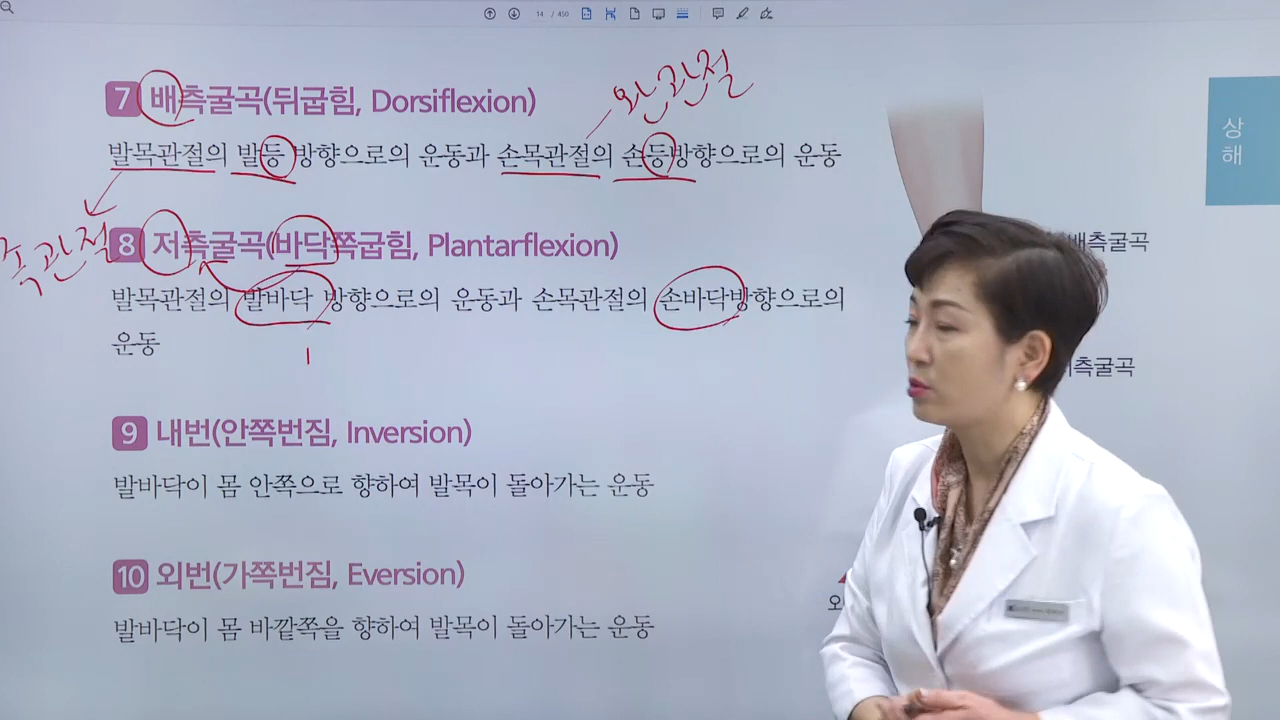 14 / 450
완관절
7 배측굴곡(뒤굽힘, Dorsiflexion)
발목관절의 발등 방향으로의 운동과 손목관절의 손등방향으로의 운동
상해
족관절
8 저측굴곡(바닥쪽굽힘, Plantarflexion)
배측굴곡
발목관절의 발바닥 방향으로의 운동과 손목관절의 손바닥방향으로의
운동
측굴곡
9 내번(안쪽번짐, Inversion)
발바닥이 몸 안쪽으로 향하여 발목이 돌아가는 운동
10 외번(가쪽번짐, Eversion)
발바닥이 몸 바깥쪽을 향하여 발목이 돌아가는 운동